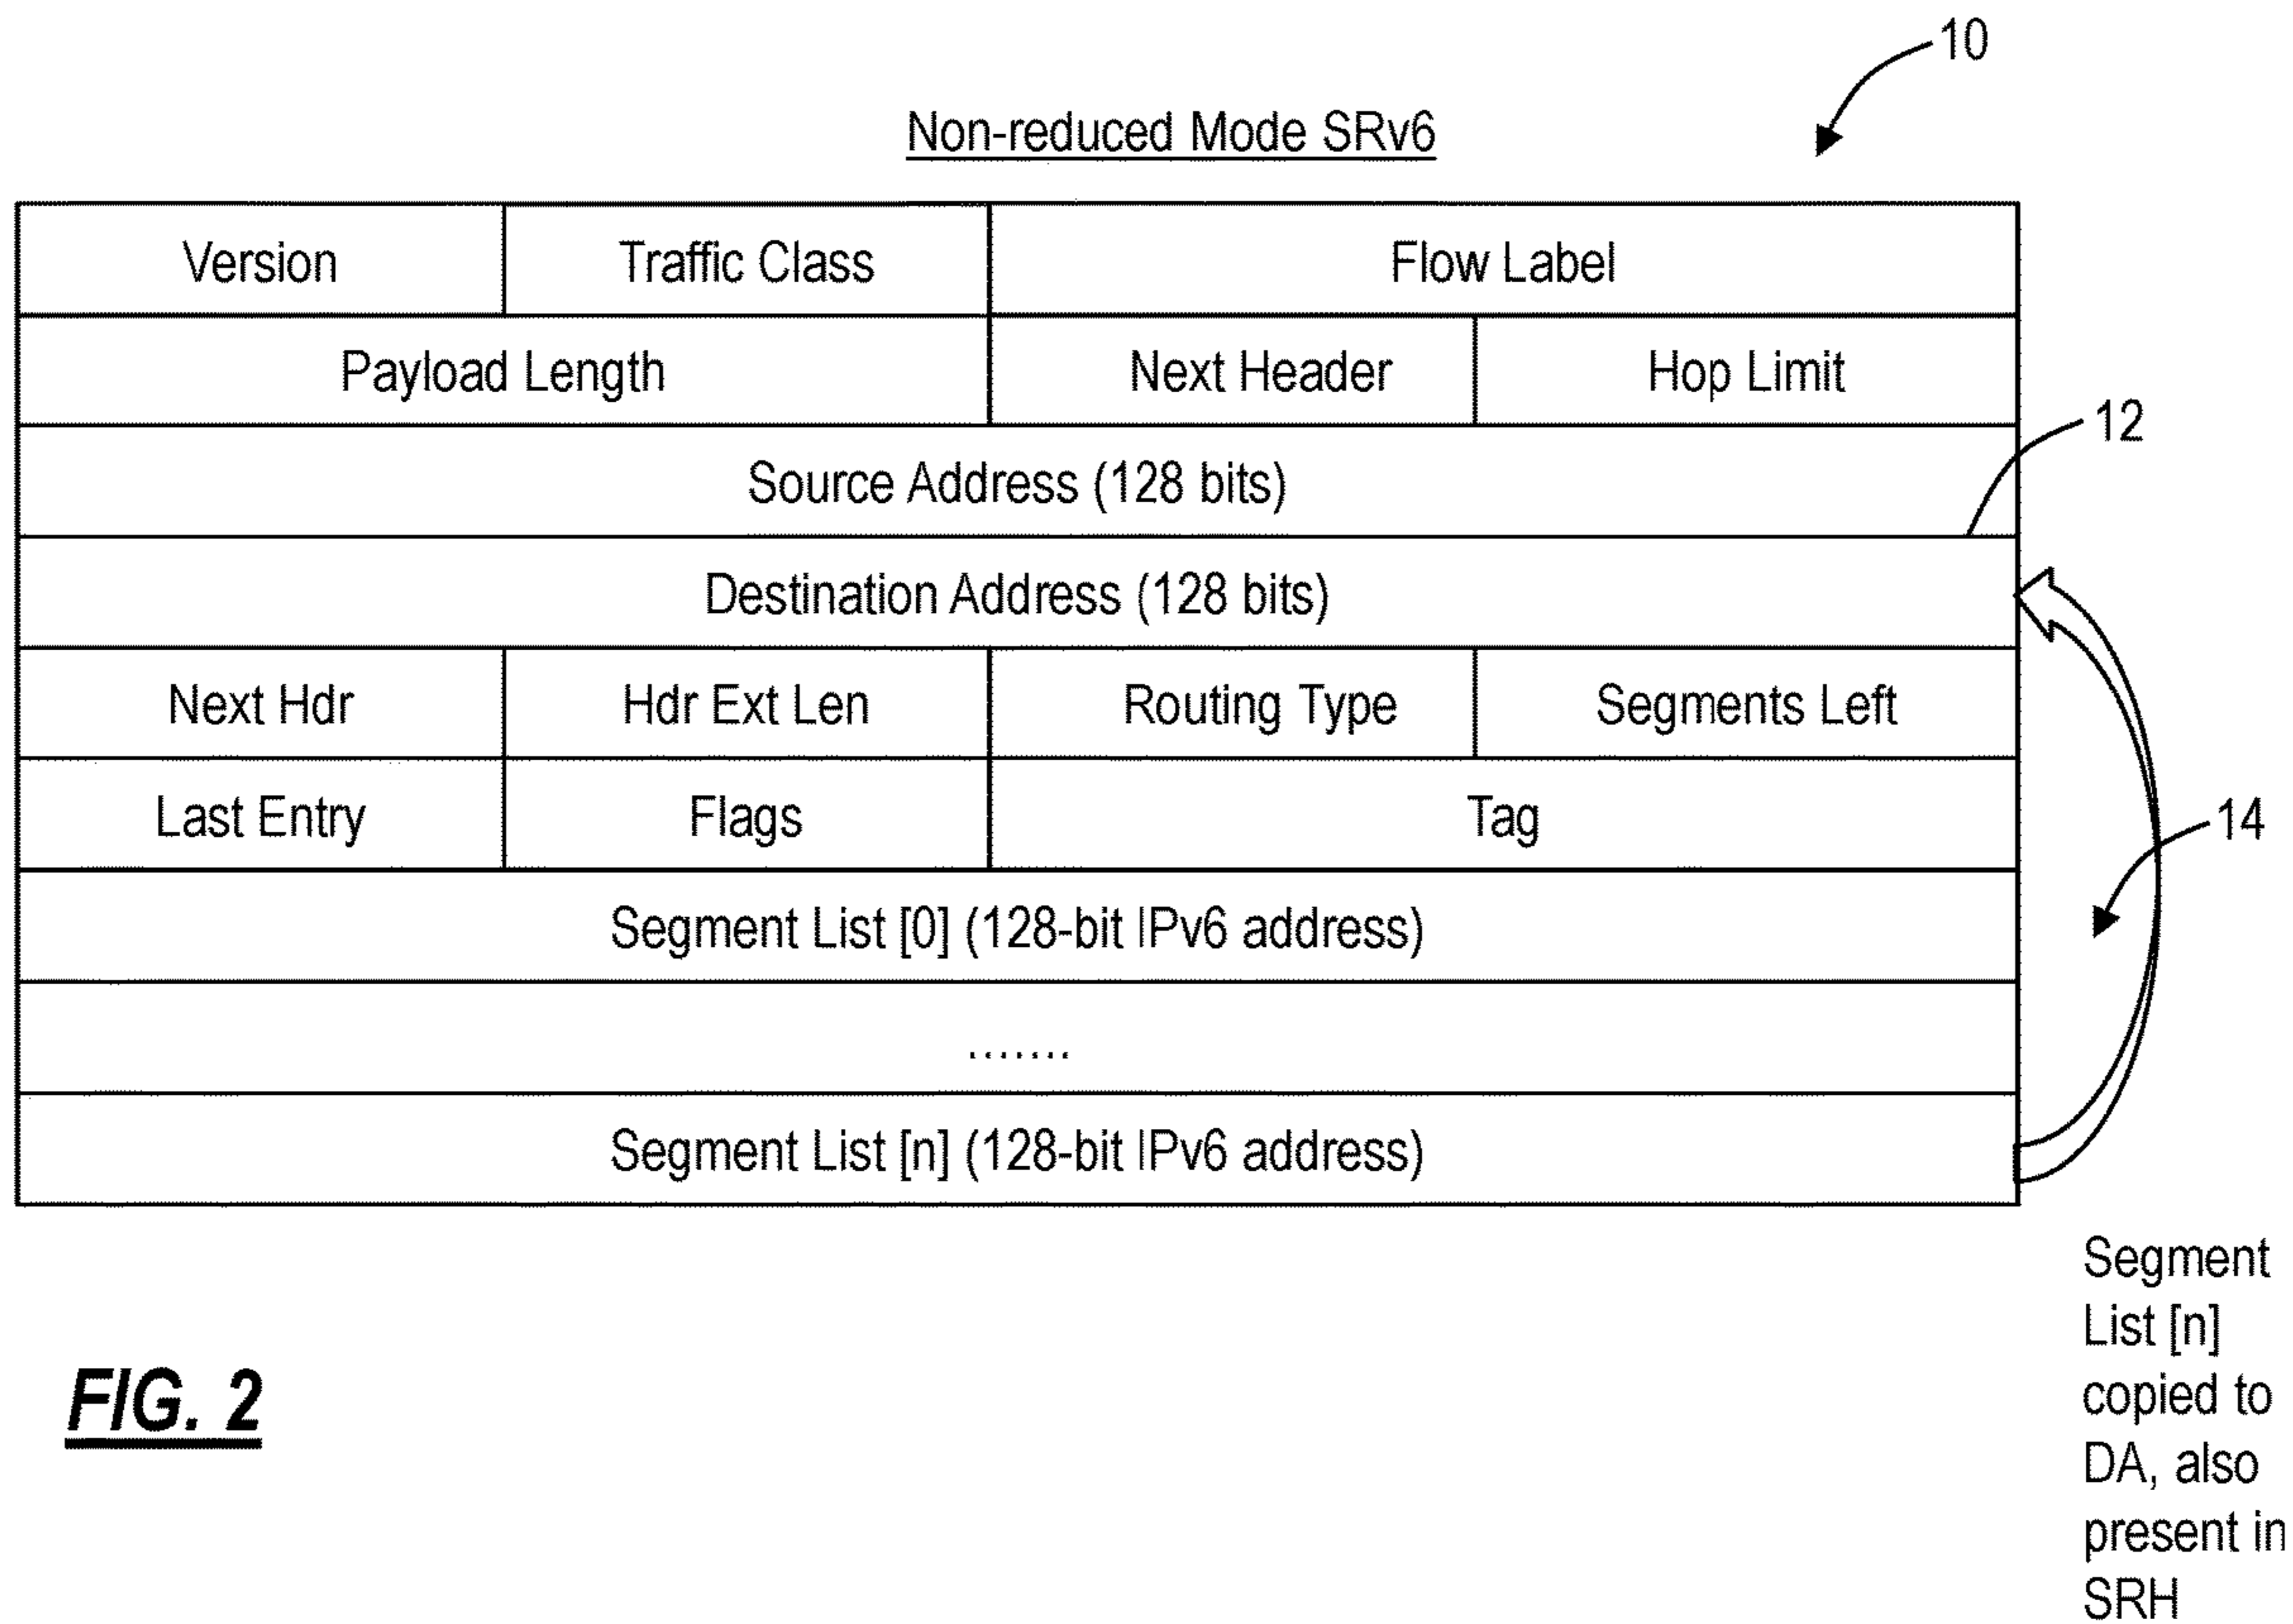 10
Non-reduced Mode SRv6
Version Traffic Class Flow Label
Payload Length Next Header Hop Limit
12
Source Address (128 bits)
Destination Address (128 bits)
Next Hdr Hdr Ext Len Routing Type Segments Left
Last Entry Flags Tag
14
Segment List [0] (128-bit IPv6 address)
.......
Segment List [n] (128-bit IPv6 address)
Segment
List [n]
copied to
DA, also
present in
SRH
FIG. 2